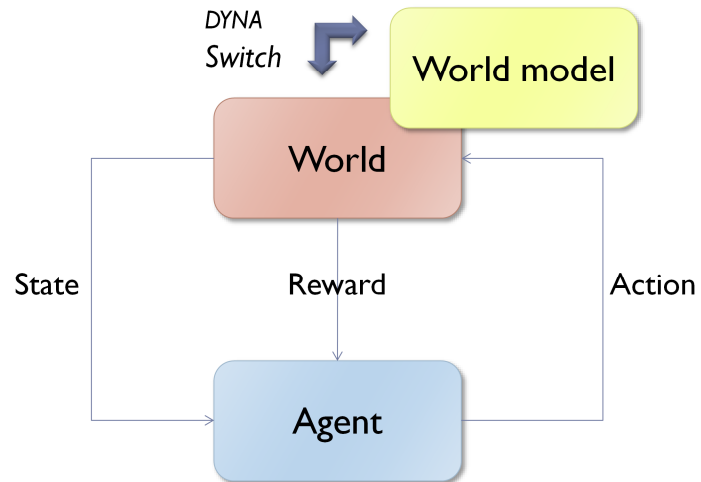 DYNA
Switch
World model
World
State
Reward
Action
Agent